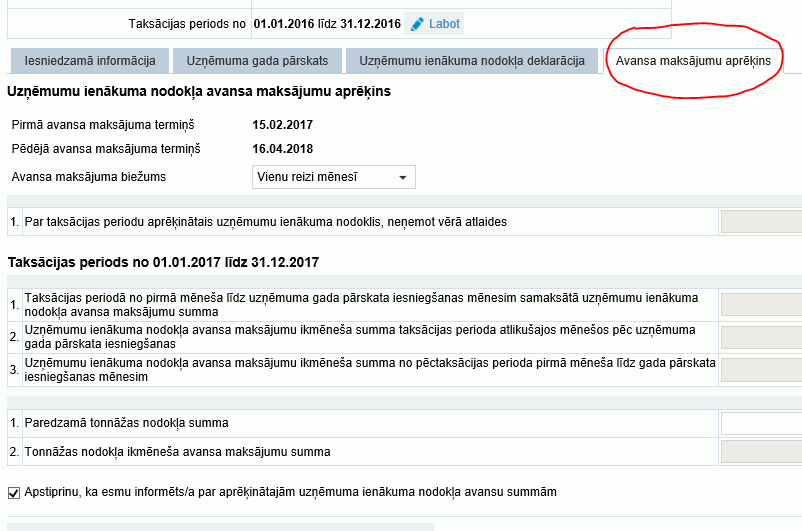 Taksācijas periods no 01.01.2016 līdz 31.12.2016 Labot
Iesniedzamā informācija Uzņēmuma gada pārskats Uzņēmumu ienākuma nodokļa deklarācija Avansa maksājumu aprēķins
Uzņēmumu ienākuma nodokļa avansa maksājumu aprēķins
Pirmā avansa maksājuma termiņš 15.02.2017
Pēdējā avansa maksājuma termiņš 16.04.2018
Avansa maksājuma biežums Vienu reizi mēnesī
1. Par taksācijas periodu aprēķinātais uzņēmumu ienākuma nodoklis, neņemot vērā atlaides
Taksācijas periods no 01.01.2017 līdz 31.12.2017
1. Taksācijas periodā no pirmā mēneša līdz uzņēmuma gada pārskata iesniegšanas mēnesim samaksātā uzņēmumu ienākuma
nodokļa avansa maksājumu summa
2. Uzņēmumu ienākuma nodokļa avansa maksājumu ikmēneša summa taksācijas perioda atlikušajos mēnešos pēc uzņēmuma
gada pārskata iesniegšanas
3. Uzņēmumu ienākuma nodokļa avansa maksājumu ikmēneša summa no pēctaksācijas perioda pirmā mēneša līdz gada pārskata
iesniegšanas mēnesim
1. Paredzamā tonnāžas nodokļa summa
2. Tonnāžas nodokļa ikmēneša avansa maksājumu summa
Apstiprinu, ka esmu informēts/a par aprēķinātajām uzņēmuma ienākuma nodokļa avansu summām